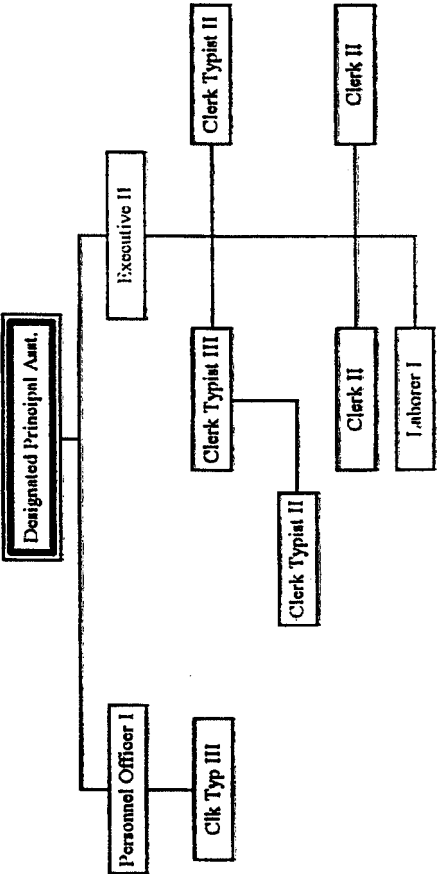 Designated Principal Asst.
Personnel Officer I
Executive II
Clk Typ III
Clerk Typist III
Clerk Typist II
Clerk Typist II
Clerk II
Clerk II
Laborer I